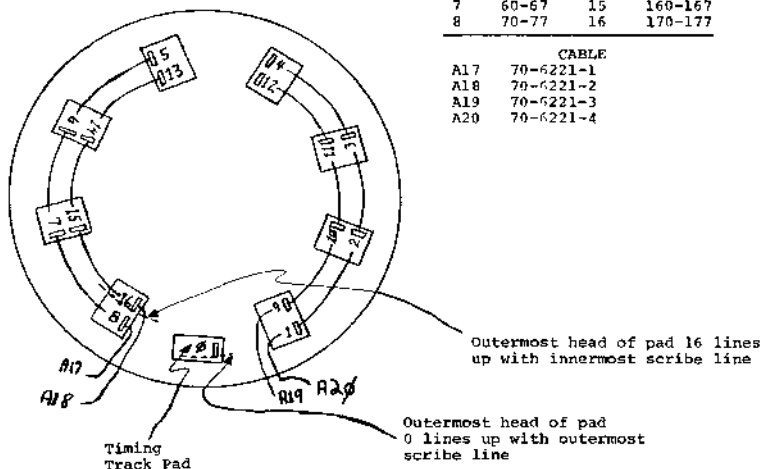 7 60-67 15 160-167
8 70-77 16 170-177
CABLE
A17 70-6221-1
A18 70-6221-2
A19 70-6221-3
A20 70-6221-4
5
13
4
12
6
14
3
11
7
15
10
2
16
8
9
1
A17
A18
A19 A2ø
Outermost head of pad 16 lines
up with innermost scribe line
Outermost head of pad
0 lines up with outermost
scribe line
Timing
Track Pad